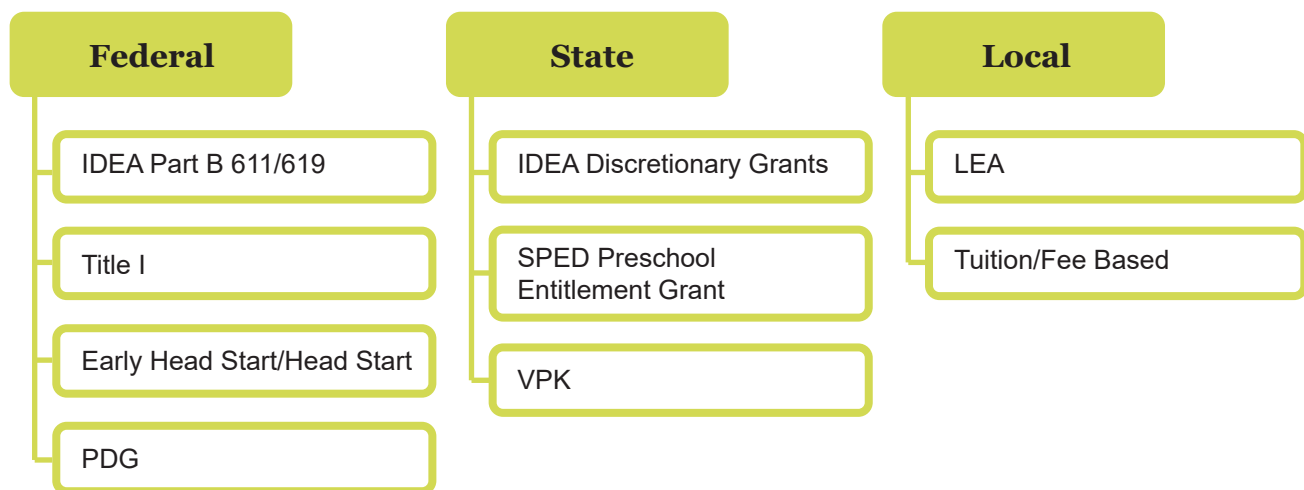 Federal
IDEA Part B 611/619
Title I
Early Head Start/Head Start
PDG
State
IDEA Discretionary Grants
SPED Preschool
Entitlement Grant
VPK
Local
LEA
Tuition/Fee Based